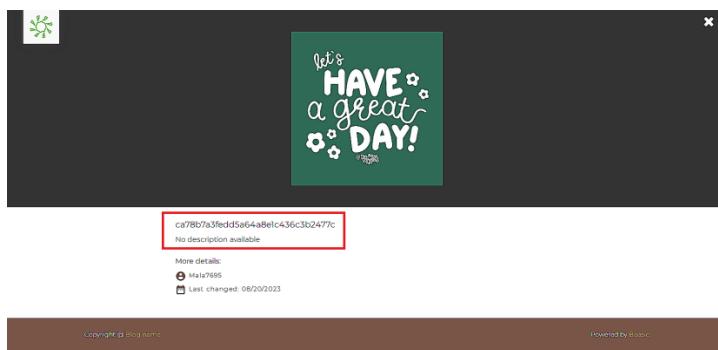 let's
HAVE
a great
DAY!
ca78b7a3fedd5a64a8e1c436c3b2477c
No description available
More details:
Mala7695
Last changed: 08/20/2023
Copyright @ Blog name
Powered by Baasic